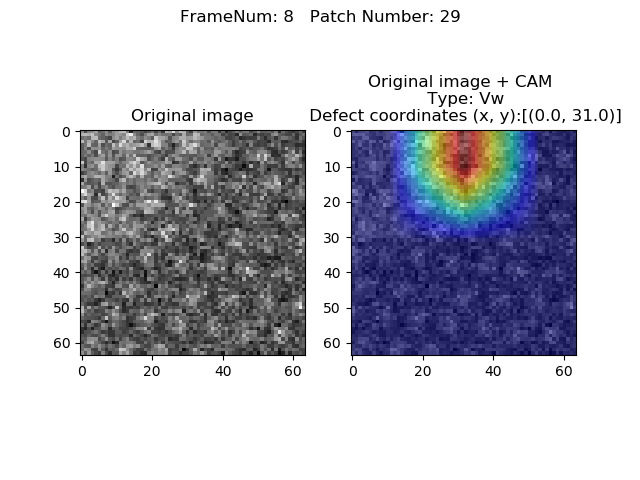 FrameNum: 8   Patch Number: 29
Original image
0
10
20
30
40
50
60
0 20 40 60
Original image + CAM
Type: Vw
Defect coordinates (x, y):[(0.0, 31.0)]
0
10
20
30
40
50
60
0 20 40 60